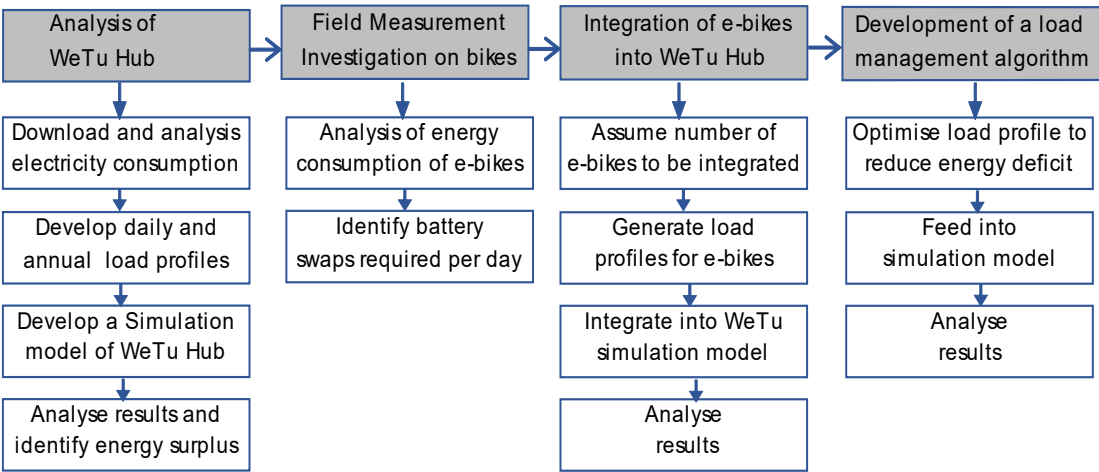 Analysis of
WeTu Hub
Download and analysis
electricity consumption
Develop daily and
annual load profiles
Develop a Simulation
model of WeTu Hub
Analyse results and
identify energy surplus
Field Measurement
Investigation on bikes
Analysis of energy
consumption of e-bikes
Identify battery
swaps required per day
Integration of e-bikes
into WeTu Hub
Assume number of
e-bikes to be integrated
Generate load
profiles for e-bikes
Integrate into WeTu
simulation model
Analyse
results
Development of a load
management algorithm
Optimise load profile to
reduce energy deficit
Feed into
simulation model
Analyse
results